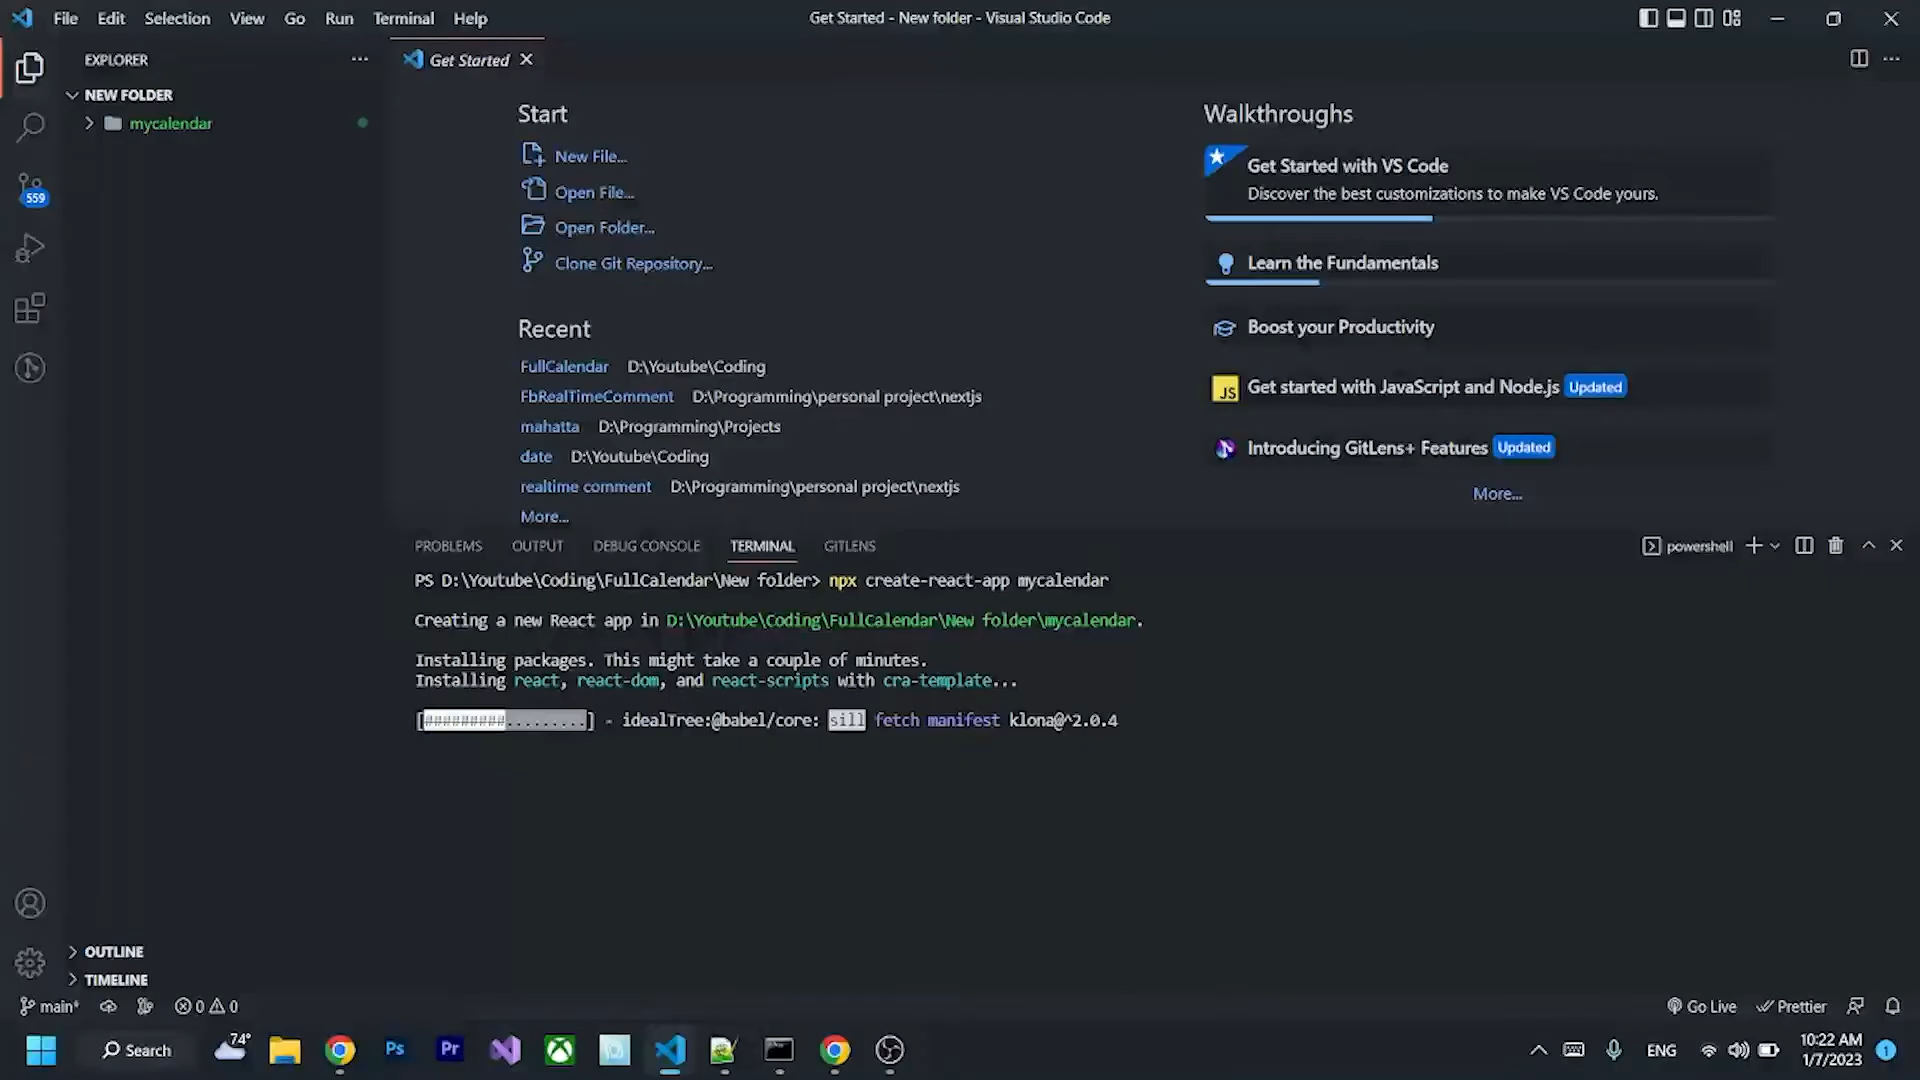 File Edit Selection View Go Run Terminal Help
Get Started - New folder - Visual Studio Code
EXPLORER
Get Started
NEW FOLDER
mycalendar
559
Start
New File...
Open File...
Open Folder...
Clone Git Repository...
Recent
FullCalendar D:\Youtube\Coding
FbRealTimeComment D:\Programming\personal project\nextjs
mahatta D:\Programming\Projects
date D:\Youtube\Coding
realtime comment D:\Programming\personal project\nextjs
More...
Walkthroughs
Get Started with VS Code
Discover the best customizations to make VS Code yours.
Learn the Fundamentals
Boost your Productivity
JS
Get started with JavaScript and Node.js Updated
Introducing GitLens+ Features Updated
More...
PROBLEMS OUTPUT DEBUG CONSOLE TERMINAL GITLENS
powershell
PS D:\Youtube\Coding\FullCalendar\New folder> npx create-react-app mycalendar
Creating a new React app in D:\Youtube\Coding\FullCalendar\New folder\mycalendar.
Installing packages. This might take a couple of minutes.
Installing react, react-dom, and react-scripts with cra-template...
[#########.........] - idealTree:@babel/core: sill fetch manifest klona@^2.0.4
OUTLINE
TIMELINE
main* 0 0
Go Live Prettier
Search
74°
Ps
Pr
ENG
10:22 AM
1/7/2023
1